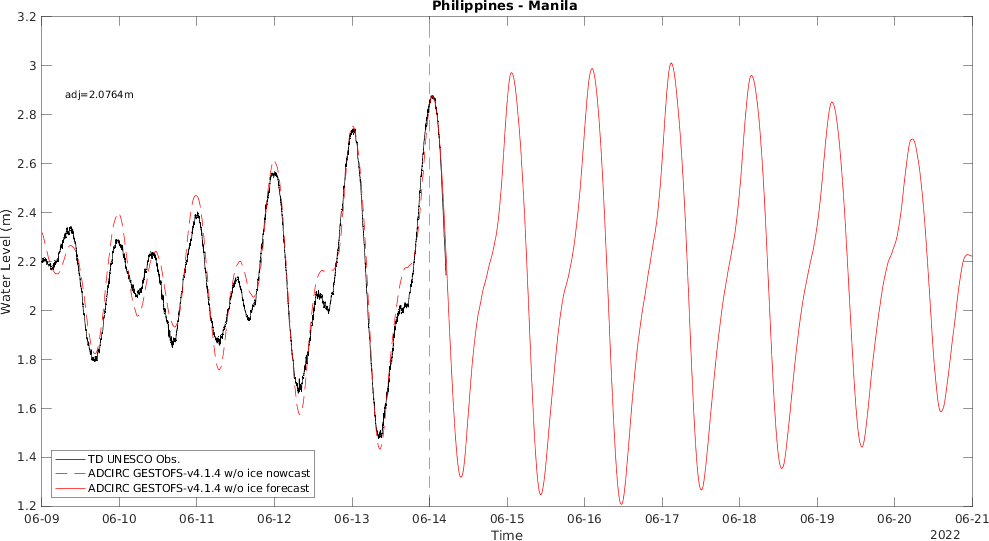 Philippines - Manila
3.2
3
2.8
2.6
2.4
2.2
2
1.8
1.6
1.4
1.2
Water Level (m)
adj=2.0764m
TD UNESCO Obs.
ADCIRC GESTOFS-v4.1.4 w/o ice nowcast
ADCIRC GESTOFS-v4.1.4 w/o ice forecast
06-09 06-10 06-11 06-12 06-13 06-14 06-15 06-16 06-17 06-18 06-19 06-20 06-21
Time
2022